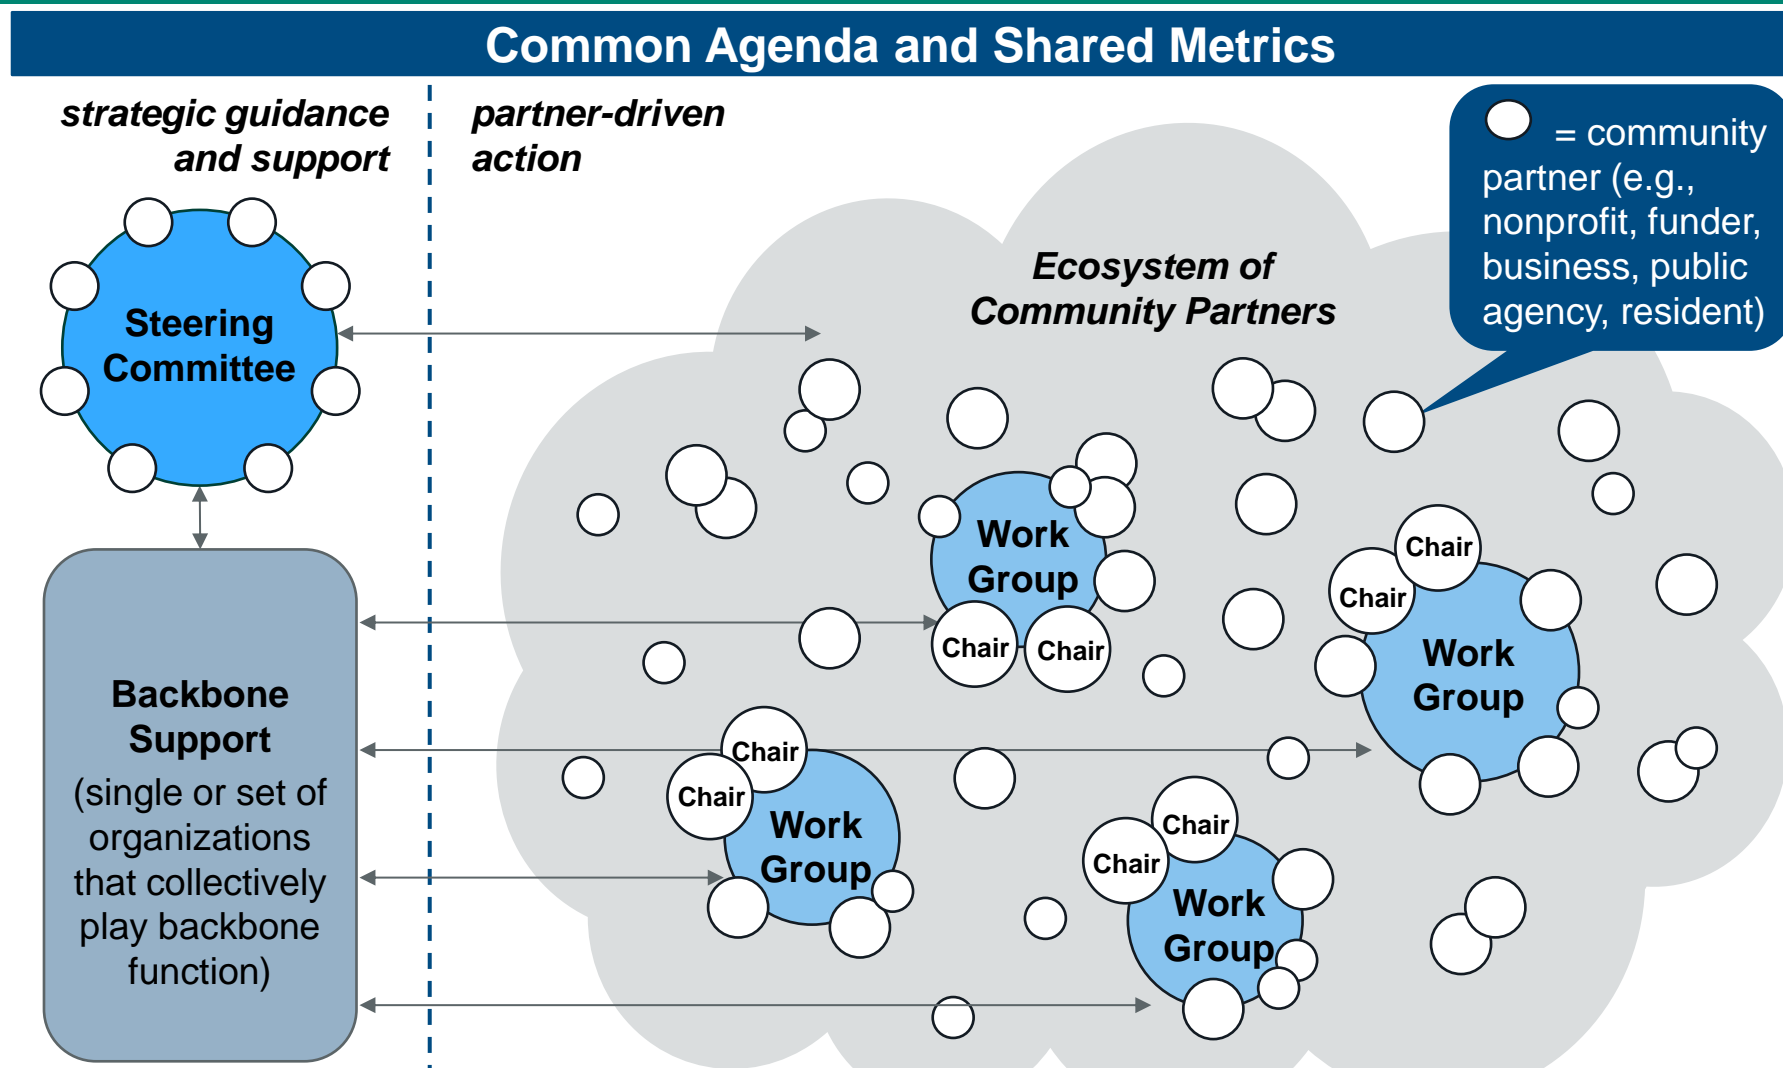 Common Agenda and Shared Metrics
strategic guidance
and support
partner-driven
action
= community
partner (e.g.,
nonprofit, funder,
business, public
agency, resident)
Ecosystem of
Community Partners
Steering
Committee
Work
Group
Chair
Chair
Chair
Chair
Work
Group
Backbone
Support
(single or set of
organizations
that collectively
play backbone
function)
Chair
Chair
Work
Group
Chair
Chair
Work
Group